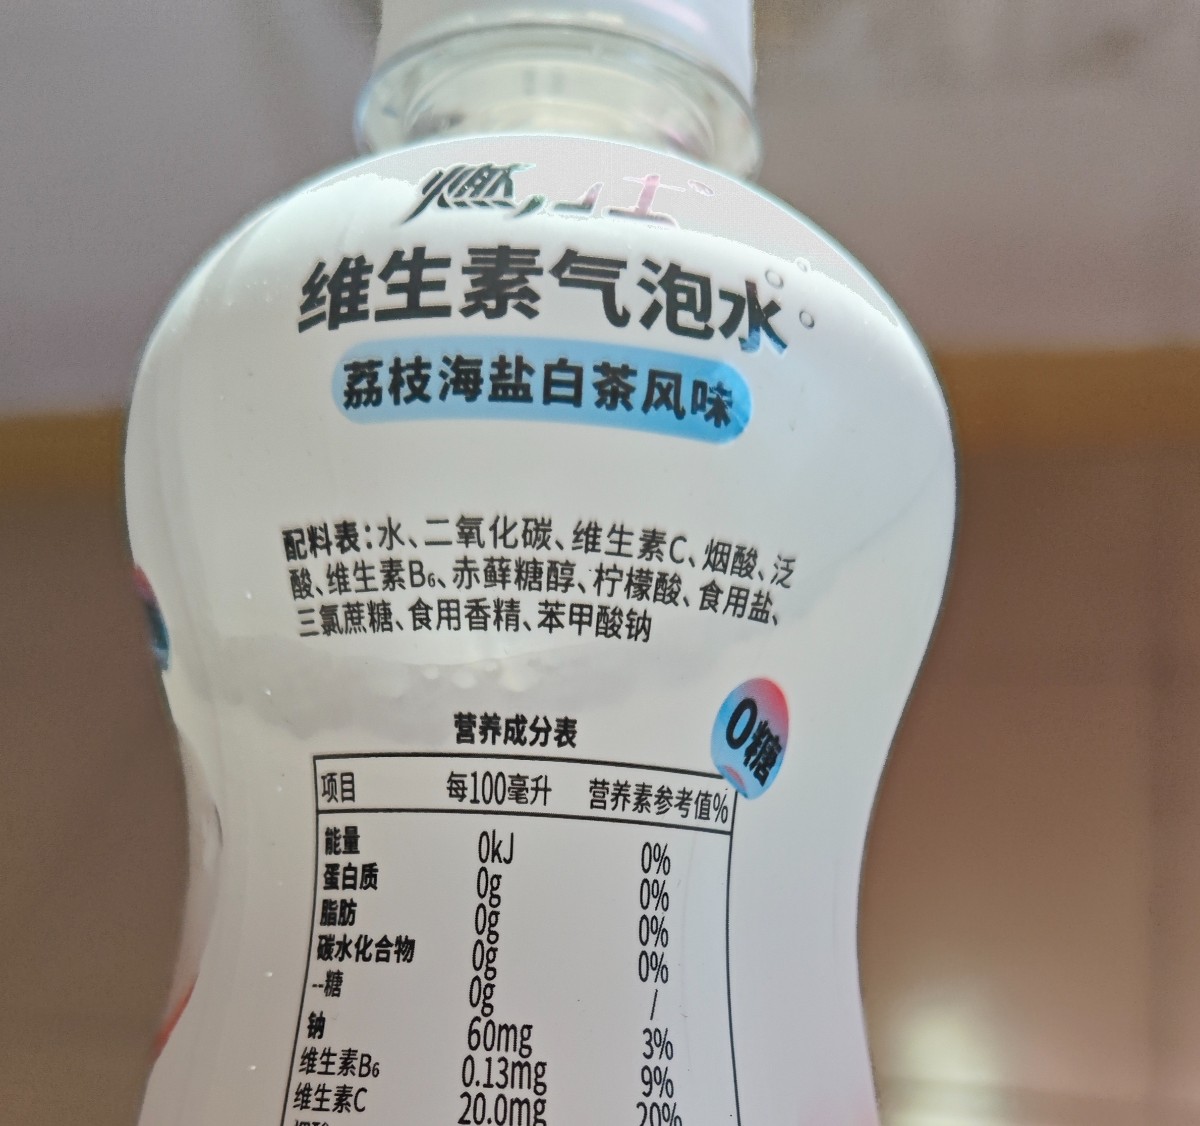 维生素气泡水
荔枝海盐白茶风味
配料表:水、二氧化碳、维生素C、烟酸、泛
酸、维生素B₆、赤藓糖醇、柠檬酸、食用盐、
三氯蔗糖、食用香精、苯甲酸钠
0糖
营养成分表
项目 每100毫升 营养素参考值%
能量 0kJ 0%
蛋白质 0g 0%
脂肪 0g 0%
碳水化合物 0g 0%
--糖 0g /
钠 60mg 3%
维生素B₆ 0.13mg 9%
维生素C 20.0mg 20%